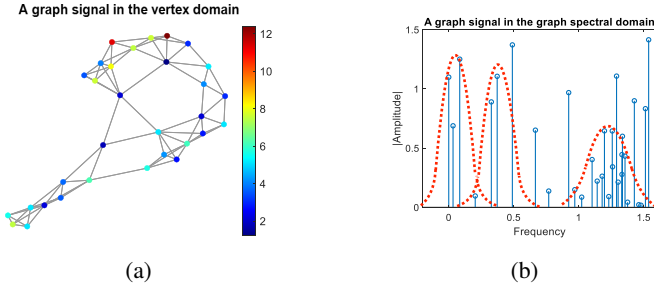 A graph signal in the vertex domain
12
10
8
6
4
2
(a)
A graph signal in the graph spectral domain
|Amplitude|
1.5
1
0.5
0
0 0.5 1 1.5
Frequency
(b)